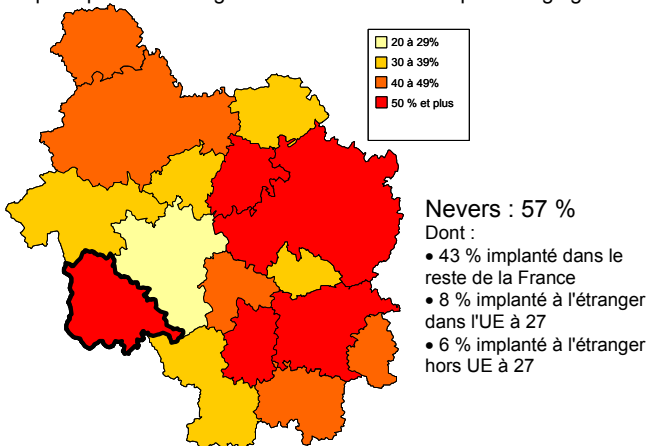 20 à 29%
30 à 39%
40 à 49%
50 % et plus
Nevers : 57 %
Dont :
• 43 % implanté dans le
reste de la France
• 8 % implanté à l'étranger
dans l'UE à 27
• 6 % implanté à l'étranger
hors UE à 27